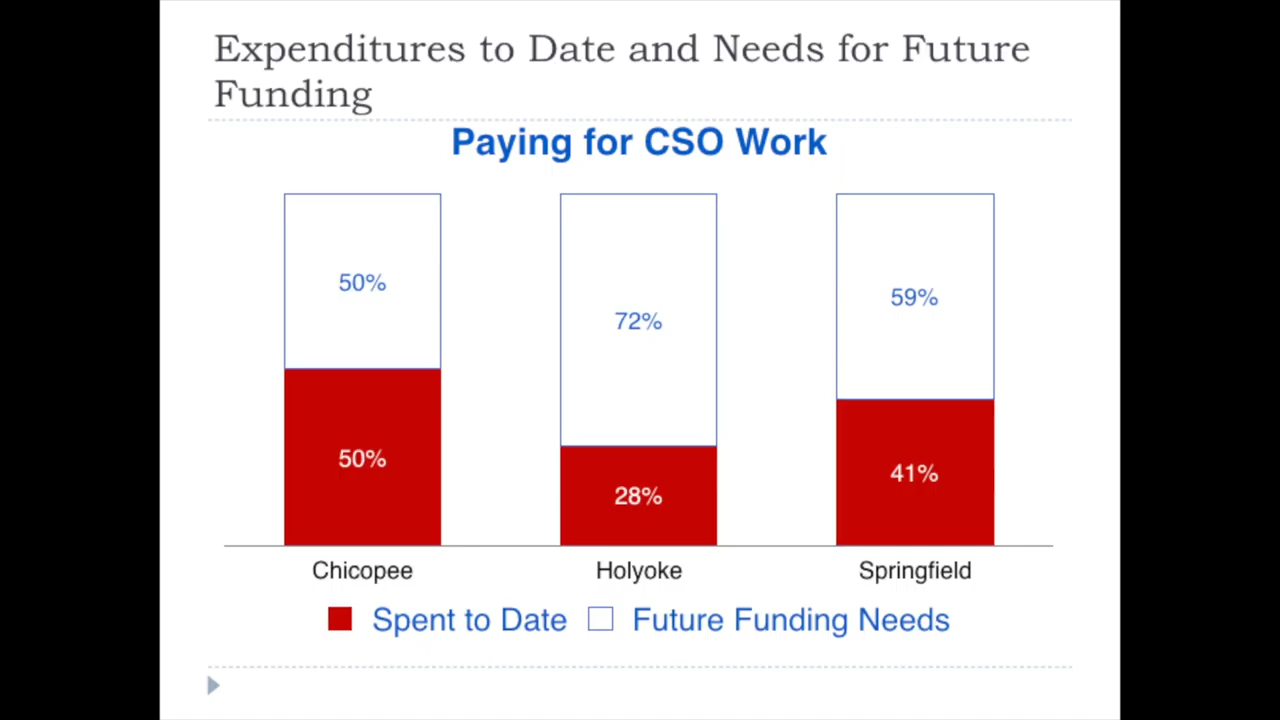 Expenditures to Date and Needs for Future
Funding
Paying for CSO Work
50%
72%
59%
50%
28%
41%
Chicopee
Holyoke
Springfield
Spent to Date
Future Funding Needs